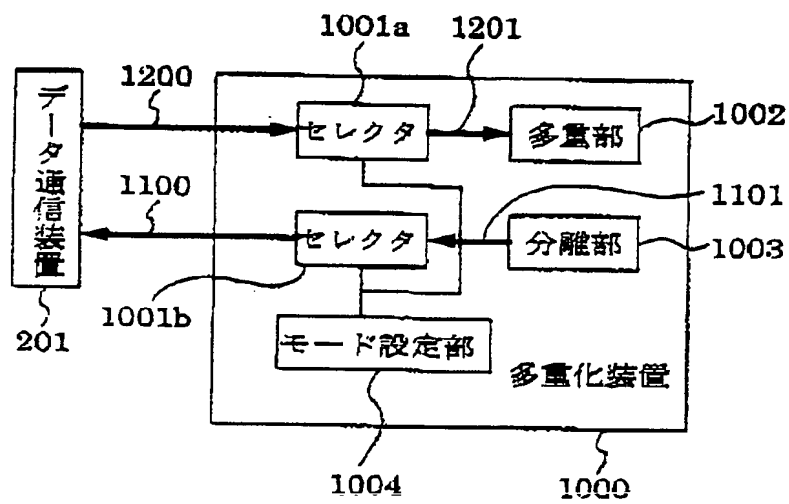 1001a
1201
1200
データ通信装置
セレクタ
多重部
1002
1100
1101
セレクタ
分離部
1003
1001b
201
モード設定部
多重化装置
1004
1000